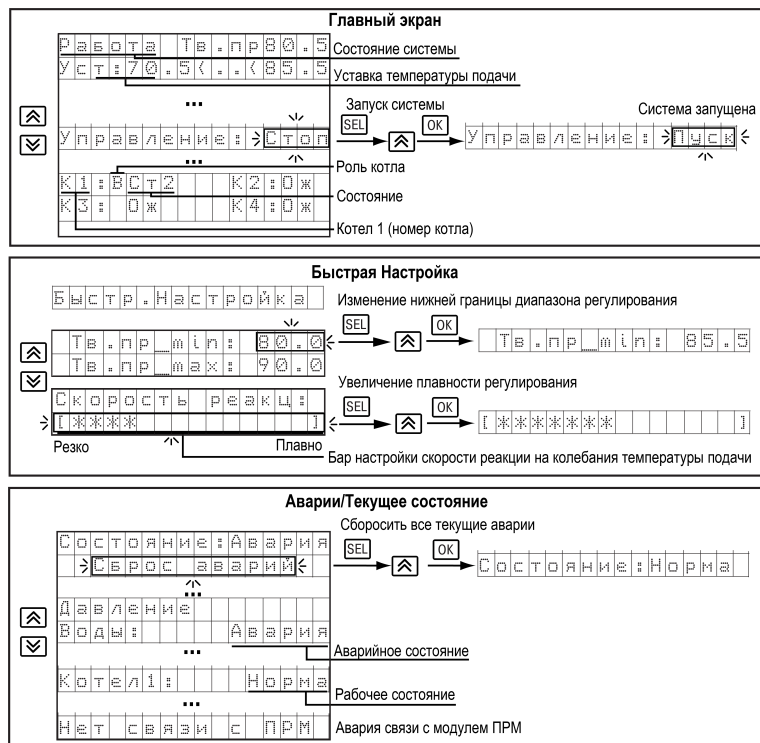 Главный экран
Работа Тв.пр80.5
Состояние системы
Уст:70.5<..<85.5
Уставка температуры подачи
...
Запуск системы
Система запущена
Управление: Стоп
SEL
OK
Управление: Пуск
...
Роль котла
К1:ВСт2 К2:Ож
Состояние
К3: Ож К4:Ож
Котел 1 (номер котла)
Быстрая Настройка
Быстр.Настройка
Изменение нижней границы диапазона регулирования
Тв.пр_min: 80.0
SEL
OK
Тв.пр_min: 85.5
Тв.пр_max: 90.0
Увеличение плавности регулирования
Скорость реакц:
SEL
OK
[**** ]
[******* ]
Резко
Плавно
Бар настройки скорости реакции на колебания температуры подачи
Аварии/Текущее состояние
Сбросить все текущие аварии
Состояние:Авария
SEL
OK
Сброс аварий
Состояние:Норма
...
Давление
Воды: Авария
...
Аварийное состояние
Котел1: Норма
Рабочее состояние
...
Нет связи с ПРМ
Авария связи с модулем ПРМ